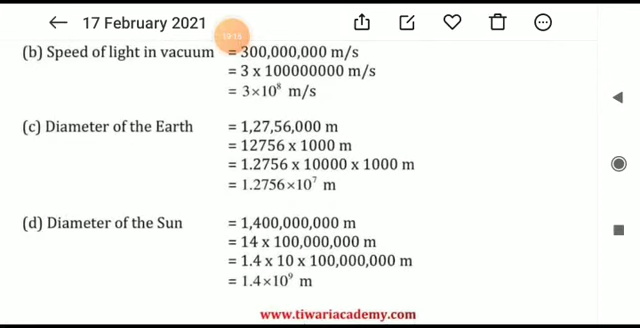 17 February 2021
19:15
(b) Speed of light in vacuum = 300,000,000 m/s
= 3 x 100000000 m/s
= 3×10⁸ m/s
(c) Diameter of the Earth = 1,27,56,000 m
= 12756 x 1000 m
= 1.2756 x 10000 x 1000 m
= 1.2756×10⁷ m
(d) Diameter of the Sun = 1,400,000,000 m
= 14 x 100,000,000 m
= 1.4 x 10 x 100,000,000 m
= 1.4×10⁹ m
www.tiwariacademy.com